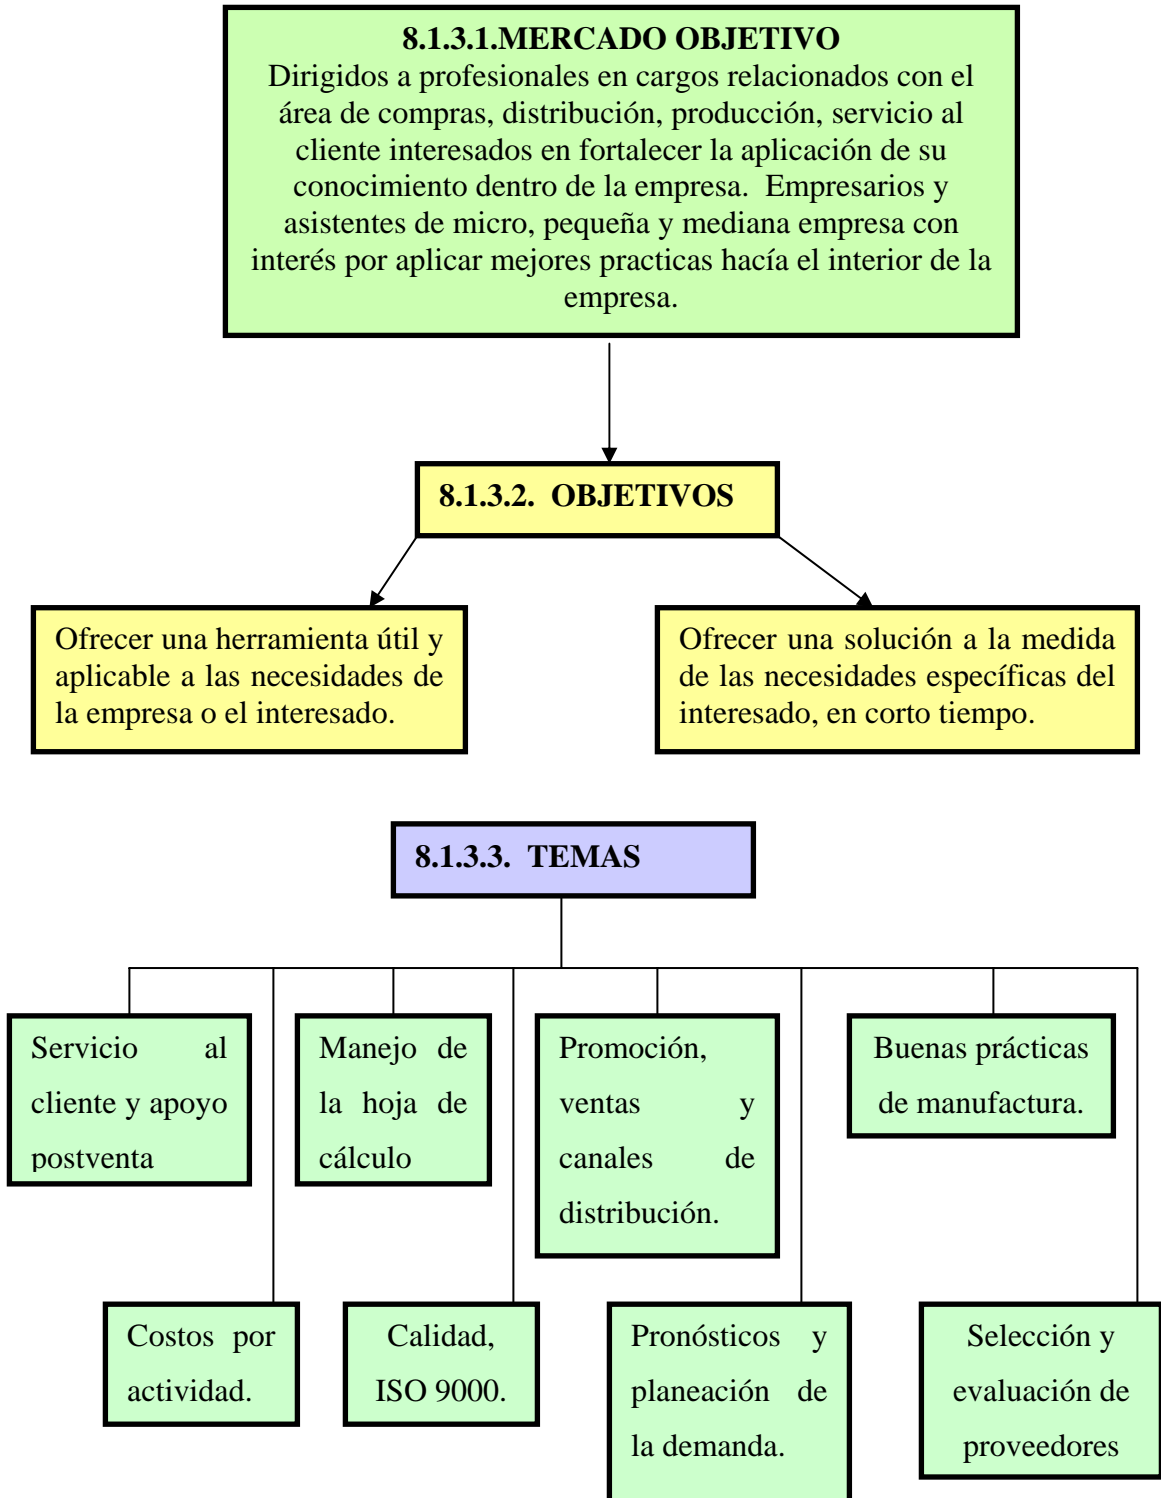 8.1.3.1.MERCADO OBJETIVO
Dirigidos a profesionales en cargos relacionados con el
área de compras, distribución, producción, servicio al
cliente interesados en fortalecer la aplicación de su
conocimiento dentro de la empresa. Empresarios y
asistentes de micro, pequeña y mediana empresa con
interés por aplicar mejores practicas hacía el interior de la
empresa.
8.1.3.2. OBJETIVOS
Ofrecer una herramienta útil y
aplicable a las necesidades de
la empresa o el interesado.
Ofrecer una solución a la medida
de las necesidades específicas del
interesado, en corto tiempo.
8.1.3.3. TEMAS
Servicio al
cliente y apoyo
postventa
Manejo de
la hoja de
cálculo
Promoción,
ventas y
canales de
distribución.
Buenas prácticas
de manufactura.
Costos por
actividad.
Calidad,
ISO 9000.
Pronósticos y
planeación de
la demanda.
Selección y
evaluación de
proveedores